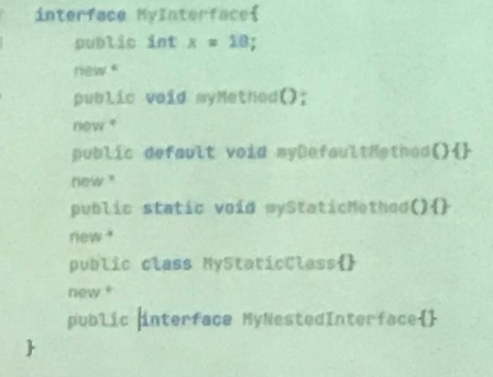 interface MyInterface{
public int x = 10;
new *
public void myMethod();
new *
public default void myDefaultMethod(){}
new *
public static void myStaticMethod(){}
new *
public class MyStaticClass{}
new *
public interface MyNestedInterface{}
}